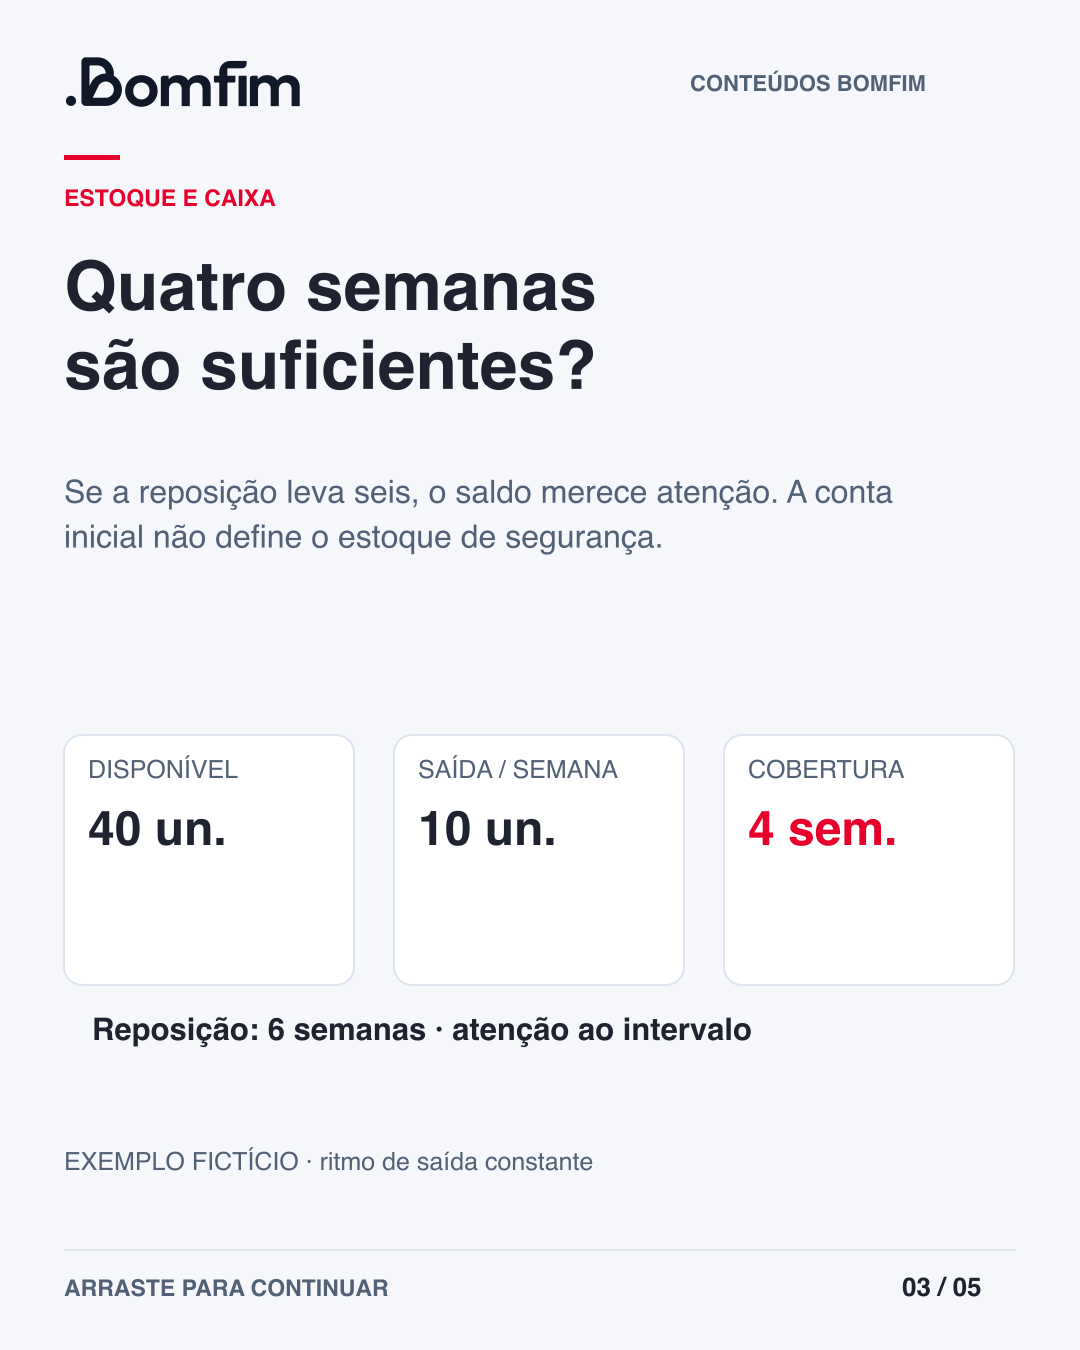 .Bomfim
CONTEÚDOS BOMFIM
ESTOQUE E CAIXA
Quatro semanas
são suficientes?
Se a reposição leva seis, o saldo merece atenção. A conta
inicial não define o estoque de segurança.
DISPONÍVEL
40 un.
SAÍDA / SEMANA
10 un.
COBERTURA
4 sem.
Reposição: 6 semanas · atenção ao intervalo
EXEMPLO FICTÍCIO · ritmo de saída constante
ARRASTE PARA CONTINUAR
03 / 05